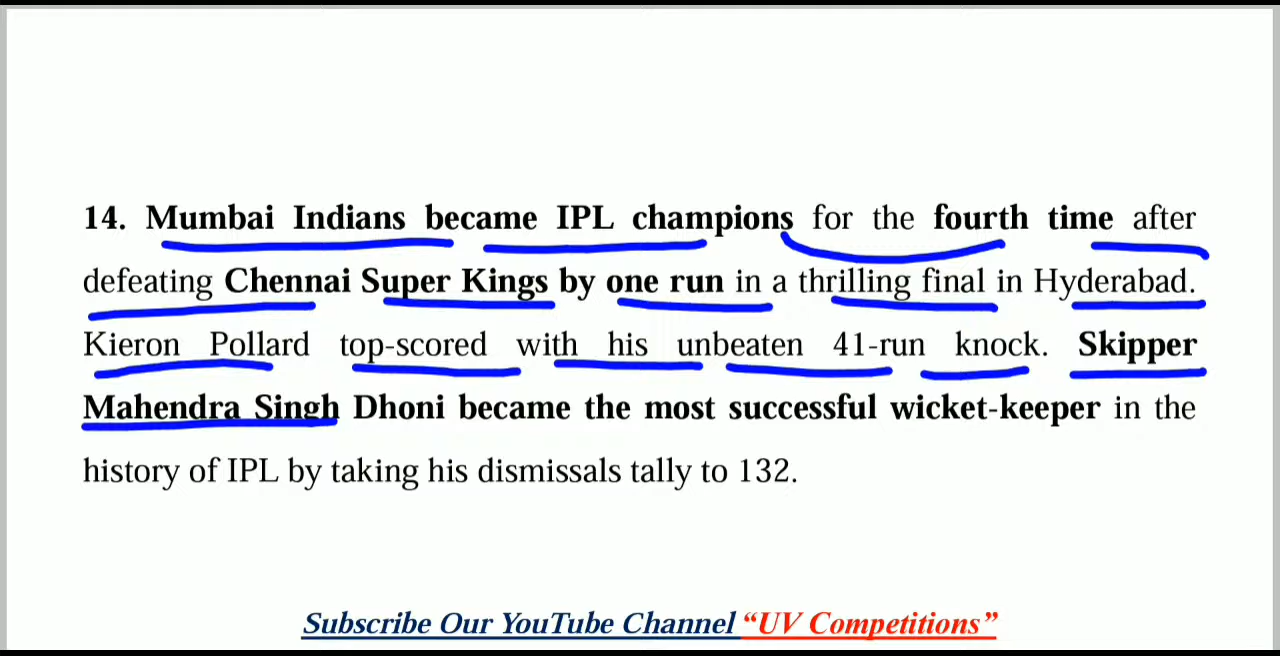 14. Mumbai Indians became IPL champions for the fourth time after
defeating Chennai Super Kings by one run in a thrilling final in Hyderabad.
Kieron Pollard top-scored with his unbeaten 41-run knock. Skipper
Mahendra Singh Dhoni became the most successful wicket-keeper in the
history of IPL by taking his dismissals tally to 132.
Subscribe Our YouTube Channel “UV Competitions”